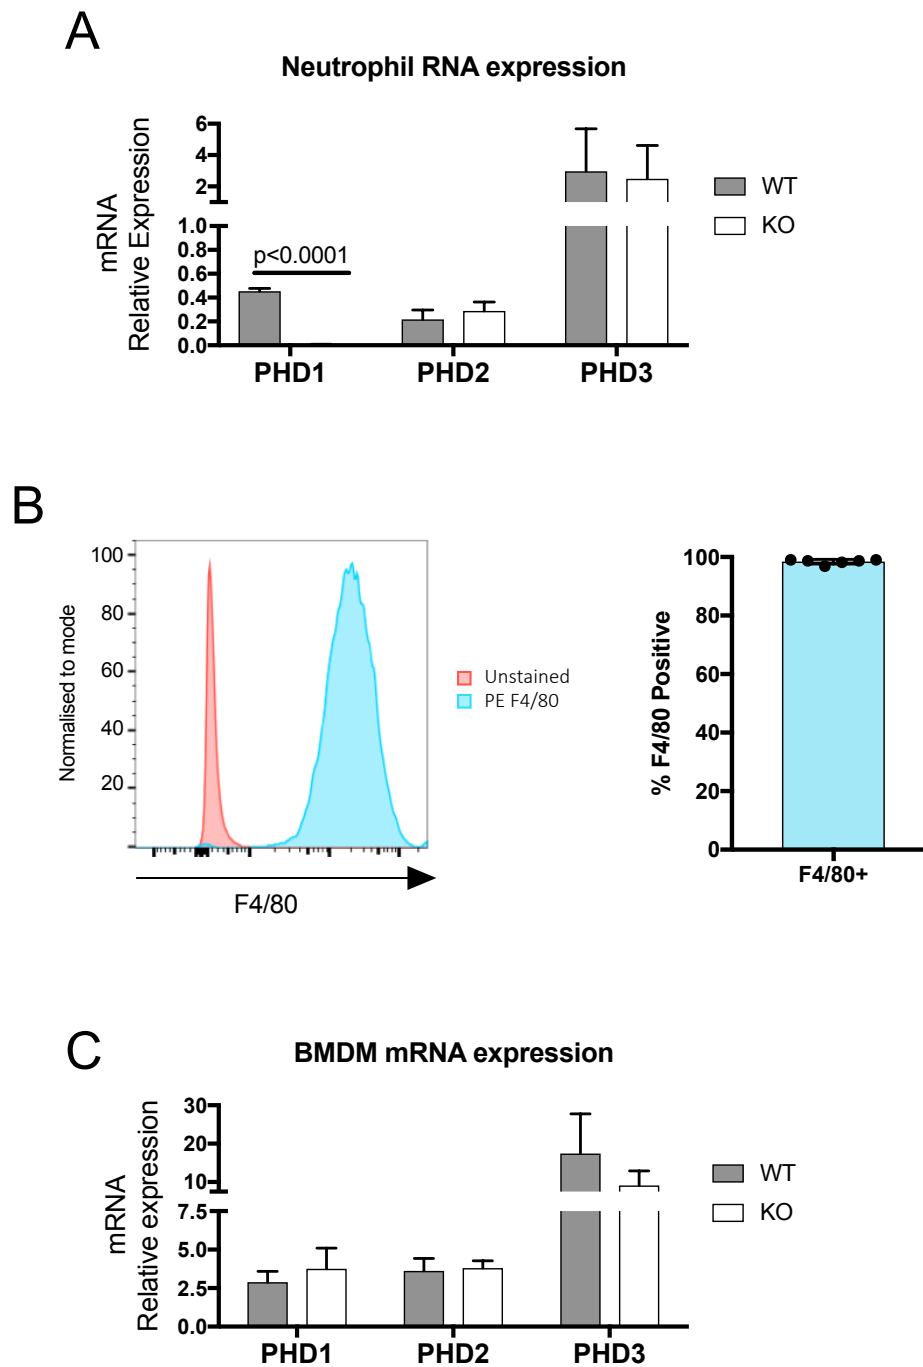 A
Neutrophil RNA expression
mRNA
Relative Expression
6
4
2
1.0
0.8
0.6
0.4
0.2
0.0
p<0.0001
PHD1
PHD2
PHD3
WT
KO
B
Normalised to mode
100
80
60
40
20
F4/80
Unstained
PE F4/80
% F4/80 Positive
100
80
60
40
20
0
F4/80+
C
BMDM mRNA expression
mRNA
Relative expression
30
20
10
7.5
5.0
2.5
0.0
PHD1
PHD2
PHD3
WT
KO